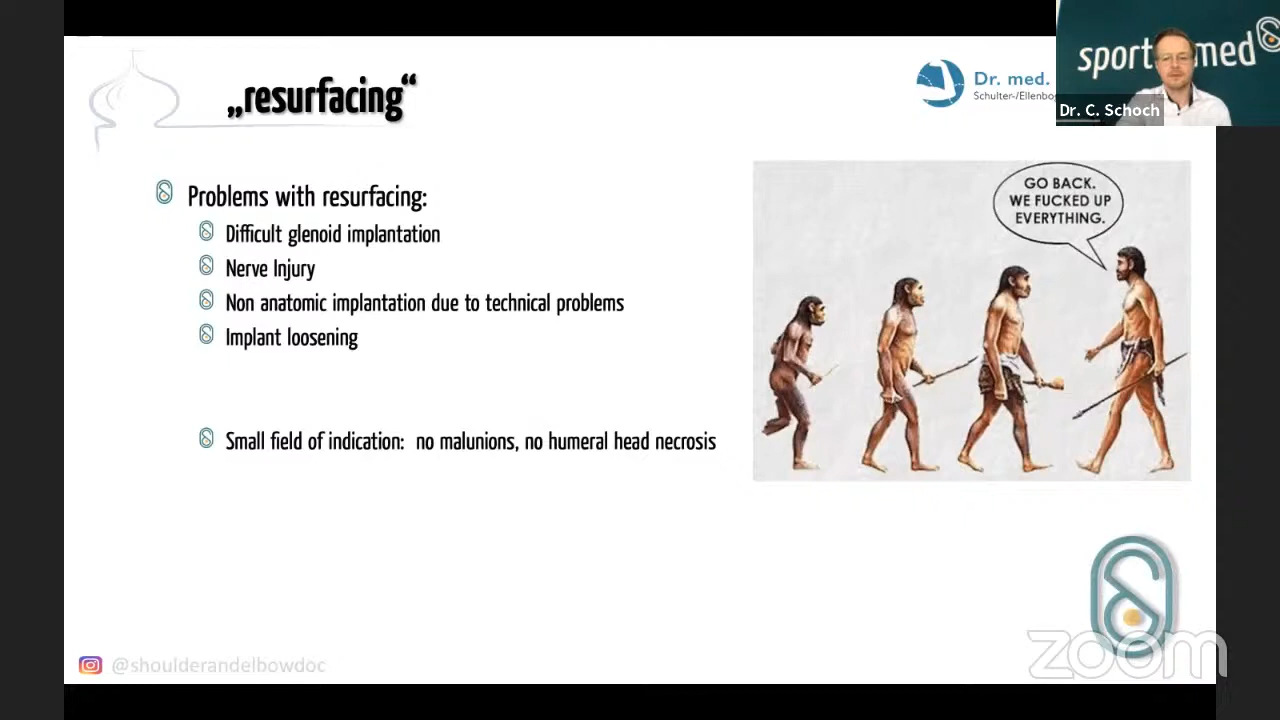 „resurfacing“
Dr. med.
Schulter-/Ellenbo
sport med
Dr. C. Schoch
Problems with resurfacing:
Difficult glenoid implantation
Nerve Injury
Non anatomic implantation due to technical problems
Implant loosening
Small field of indication: no malunions, no humeral head necrosis
GO BACK.
WE FUCKED UP
EVERYTHING.
@shoulderandelbowdoc
zoom